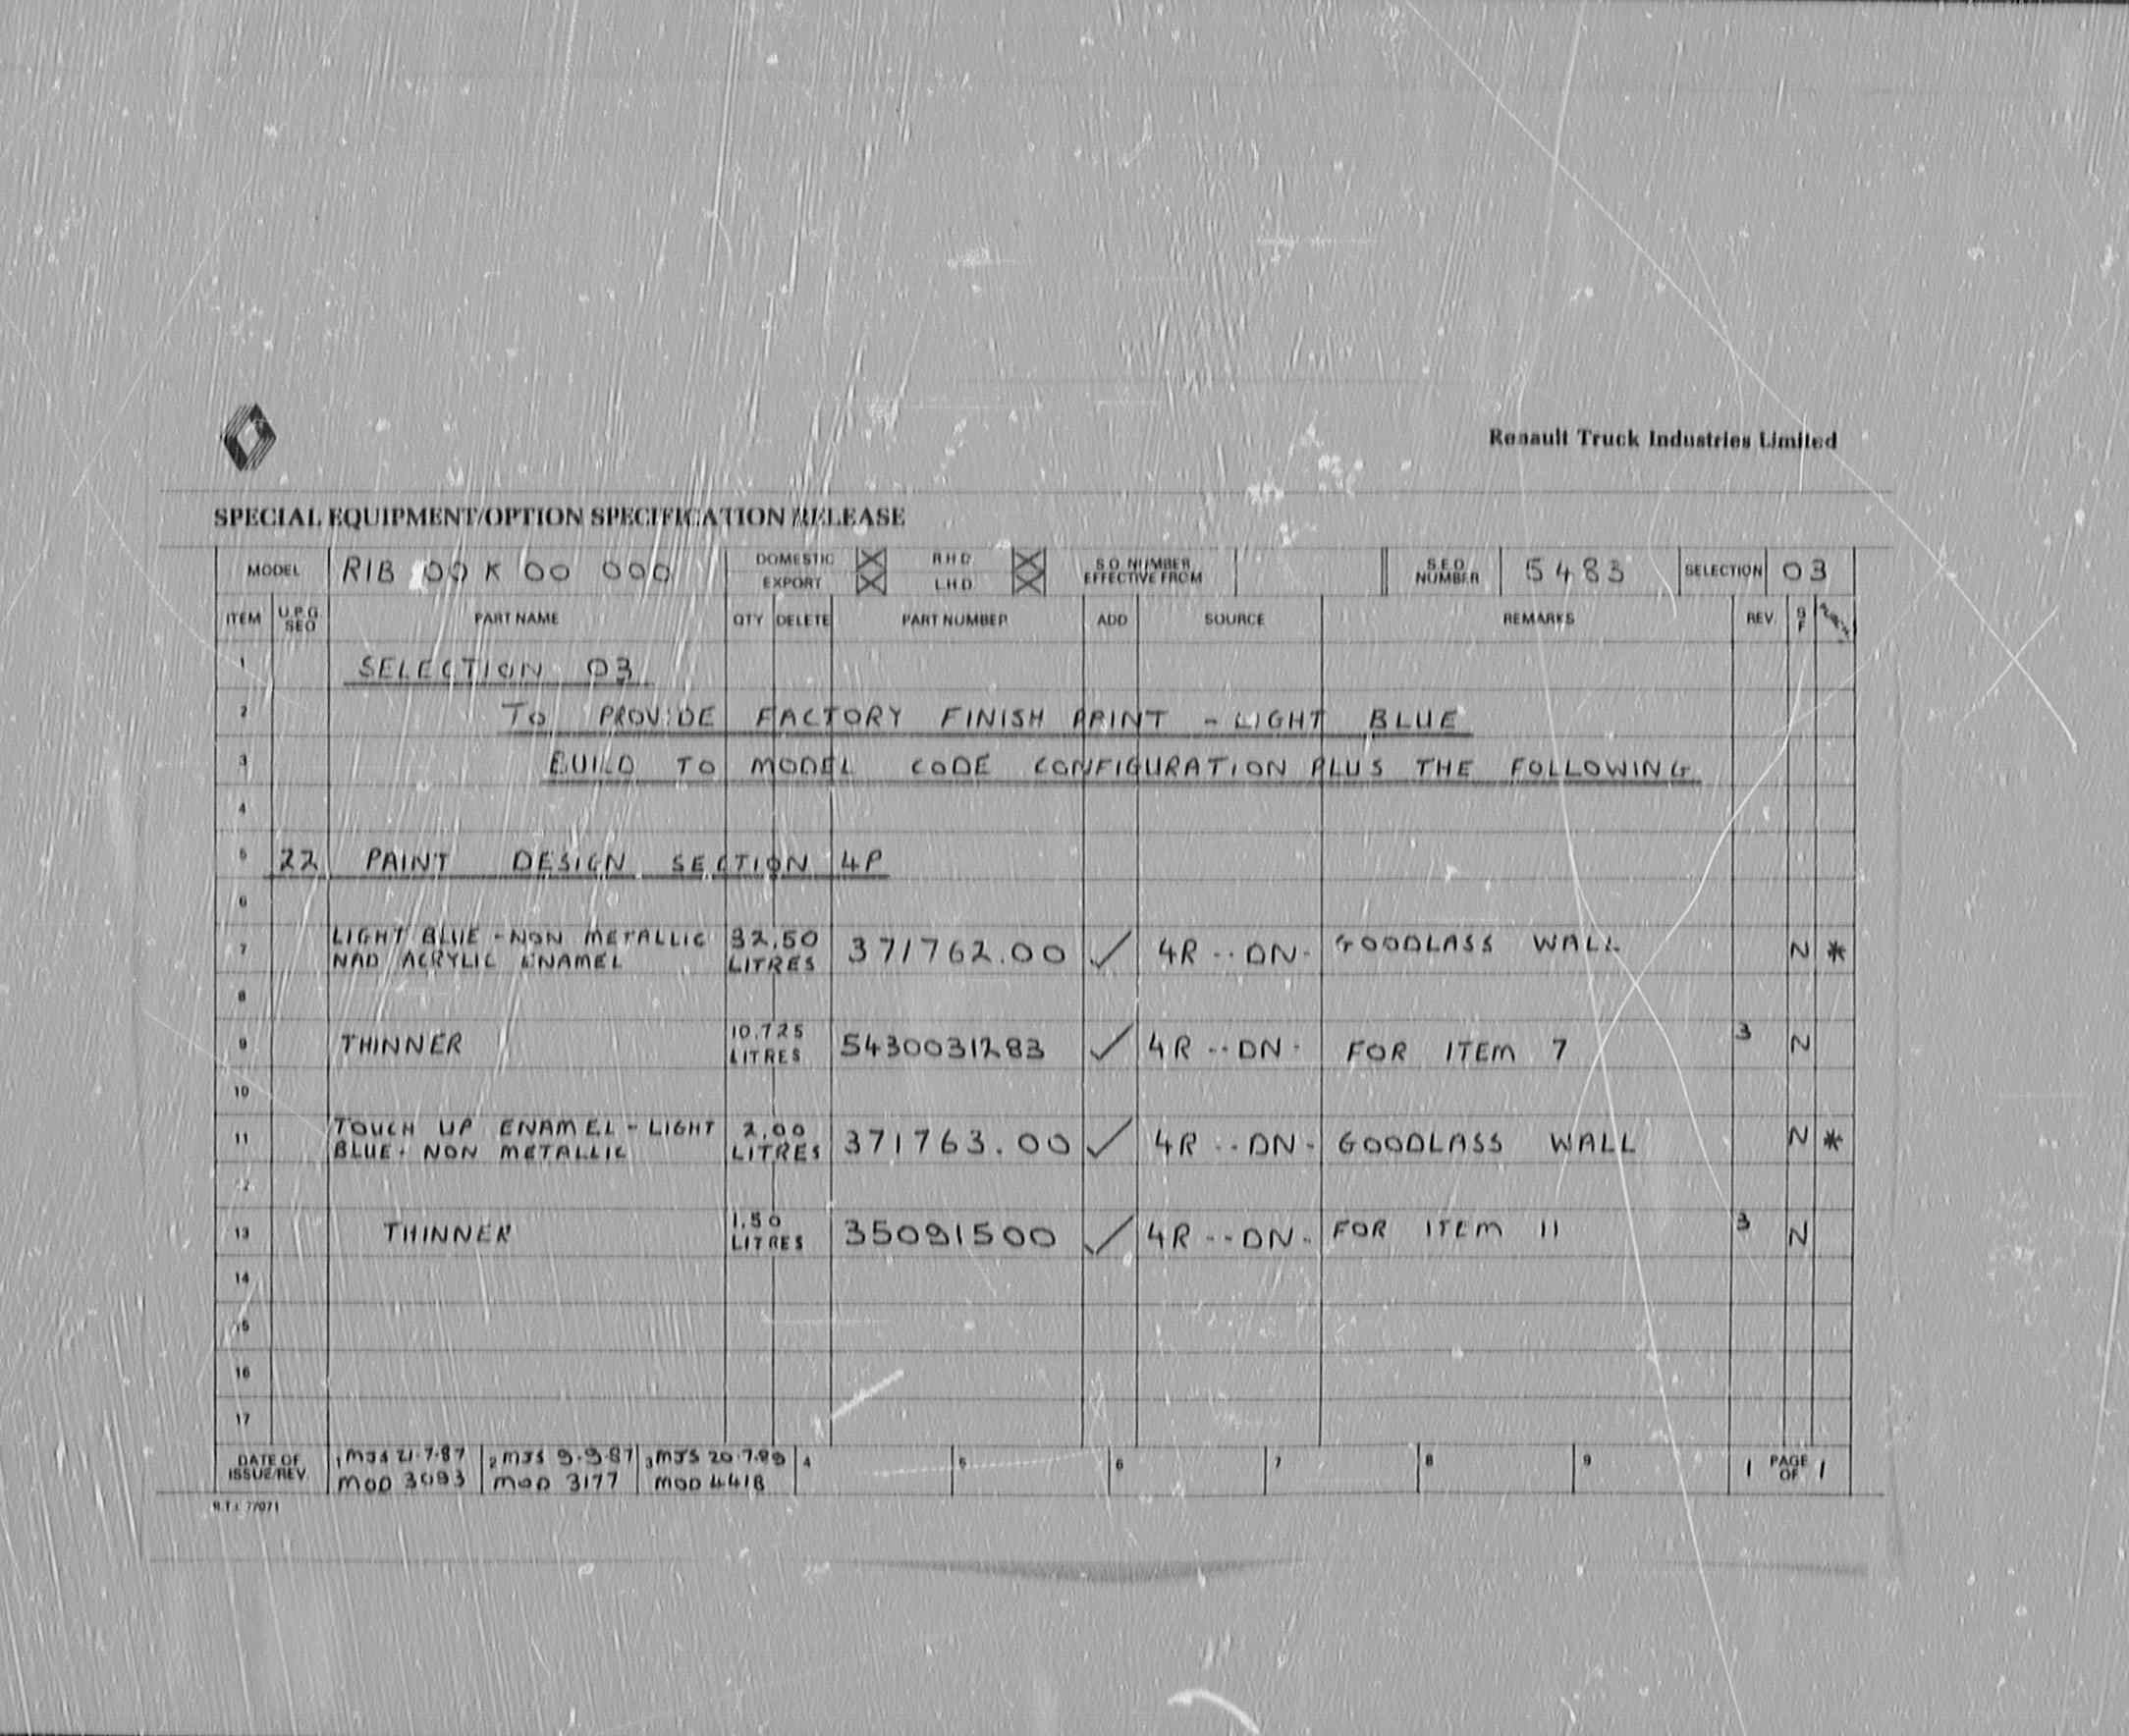 Renault Truck Industries Limited
SPECIAL EQUIPMENT/OPTION SPECIFICATION RELEASE
MODEL R1B 00 K 00 000 DOMESTIC EXPORT R H D L H D S.O. NUMBER EFFECTIVE FROM S.E.O NUMBER 5483 SELECTION 03
ITEM U.P.G. SEQ PART NAME QTY DELETE PART NUMBER ADD SOURCE REMARKS REV.
1 SELECTION 03
2 TO PROVIDE FACTORY FINISH PAINT - LIGHT BLUE
3 BUILD TO MODEL CODE CONFIGURATION PLUS THE FOLLOWING
4
5 22 PAINT DESIGN SECTION 4P
6
7 LIGHT BLUE - NON METALLIC NAD ACRYLIC ENAMEL 32.50 LITRES 371762.00 ✓ 4R -- DN - GOODLASS WALL N *
8
9 THINNER 10.725 LITRES 5430031283 ✓ 4R -- DN - FOR ITEM 7 3 N
10
11 TOUCH UP ENAMEL - LIGHT BLUE - NON METALLIC 2.00 LITRES 371763.00 ✓ 4R -- DN - GOODLASS WALL N *
12
13 THINNER 1.50 LITRES 35091500 ✓ 4R -- DN - FOR ITEM 11 3 N
14
15
16
17
DATE OF ISSUE/REV. 1 MJS 21.7.87 MOD 3093 2 MJS 9.9.87 MOD 3177 3 MJS 20.7.89 MOD 4418 4 5 6 7 8 9 1 PAGE OF 1
R.T.I. 77071